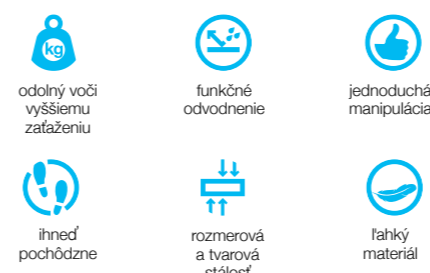 kg
odolný voči
vyššiemu
zaťaženiu
funkčné
odvodnenie
jednoduchá
manipulácia
ihneď
pochôdzne
rozmerová
a tvarová
stálosť
ľahký
materiál